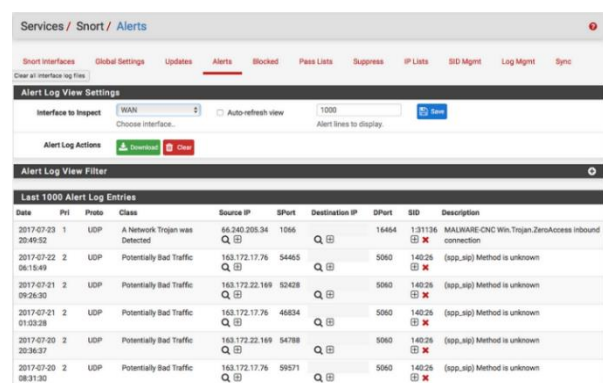 Services / Snort / Alerts
Snort Interfaces Global Settings Updates Alerts Blocked Pass Lists Suppress IP Lists SID Mgmt Log Mgmt Sync
Clear all interface log files
Alert Log View Settings
Interface to Inspect WAN Auto-refresh view 1000 Save
Choose interface.. Alert lines to display.
Alert Log Actions Download Clear
Alert Log View Filter
Last 1000 Alert Log Entries
Date Pri Proto Class Source IP SPort Destination IP DPort SID Description
2017-07-23 1 UDP A Network Trojan was 66.240.205.34 1066 16464 1:31136 MALWARE-CNC Win.Trojan.ZeroAccess inbound
20:49:52 Detected connection
2017-07-22 2 UDP Potentially Bad Traffic 163.172.17.76 54465 5060 140:26 (spp_sip) Method is unknown
06:15:49
2017-07-21 2 UDP Potentially Bad Traffic 163.172.22.169 52428 5060 140:26 (spp_sip) Method is unknown
09:26:30
2017-07-21 2 UDP Potentially Bad Traffic 163.172.17.76 46834 5060 140:26 (spp_sip) Method is unknown
01:03:28
2017-07-20 2 UDP Potentially Bad Traffic 163.172.22.169 54788 5060 140:26 (spp_sip) Method is unknown
20:36:37
2017-07-20 2 UDP Potentially Bad Traffic 163.172.17.76 59571 5060 140:26 (spp_sip) Method is unknown
08:31:30